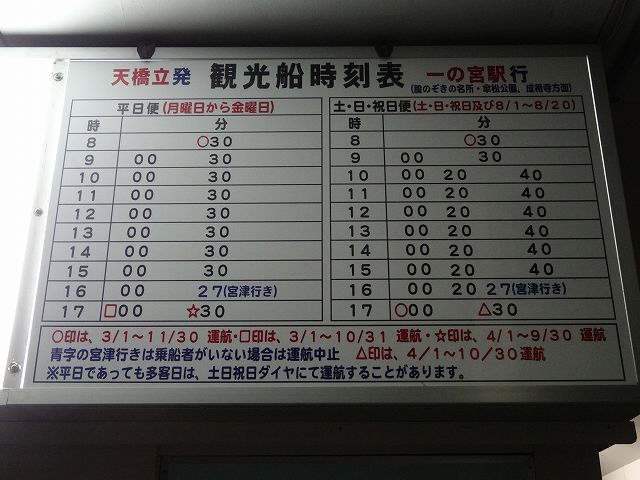 天橋立発 観光船時刻表 一の宮駅行
(股のぞきの名所・傘松公園、成相寺方面)
平日便(月曜日から金曜日)
時 分
8 ○30
9 00 30
10 00 30
11 00 30
12 00 30
13 00 30
14 00 30
15 00 30
16 00 27(宮津行き)
17 □00 ☆30
土・日・祝日便(土・日・祝日及び8/1~8/20)
時 分
8 ○30
9 00 30
10 00 20 40
11 00 20 40
12 00 20 40
13 00 20 40
14 00 20 40
15 00 20 40
16 00 20 27(宮津行き)
17 ○00 △30
○印は、3/1~11/30 運航・□印は、3/1~10/31 運航・☆印は、4/1~9/30 運航
青字の宮津行きは乗船者がいない場合は運航中止 △印は、4/1~10/30運航
※平日であっても多客日は、土日祝日ダイヤにて運航することがあります。